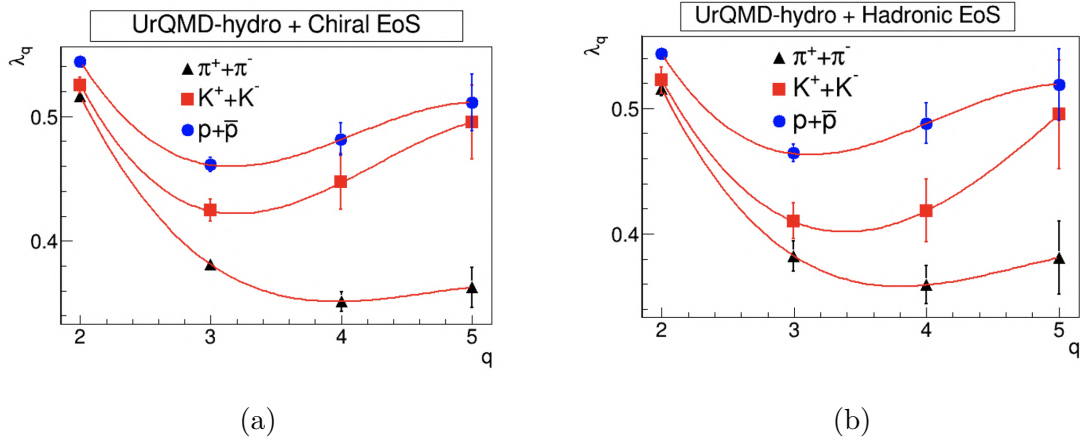 (a)
UrQMD-hydro + Chiral EoS
λq
π⁺+π⁻
K⁺+K⁻
p+p̅
0.5
0.4
2 3 4 5
q
(b)
UrQMD-hydro + Hadronic EoS
λq
π⁺+π⁻
K⁺+K⁻
p+p̅
0.5
0.4
2 3 4 5
q
(a)
(b)